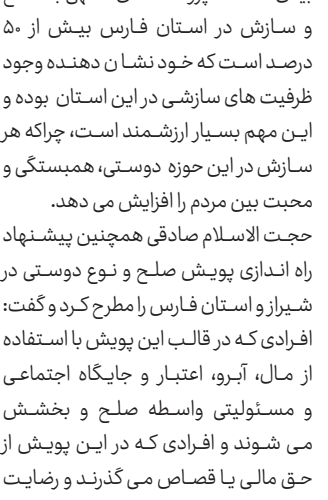 و سازش در استان فارس بیش از ۵۰
درصد است که خود نشان دهنده وجود
ظرفیت های سازشی در این استان بوده و
این مهم بسیار ارزشمند است، چراکه هر
سازش در این حوزه دوستی، همبستگی و
محبت بین مردم را افزایش می دهد.
حجت الاسلام صادقی همچنین پیشنهاد
راه اندازی پویش صلح و نوع دوستی در
شیراز و استان فارس را مطرح کرد و گفت:
افرادی که در قالب این پویش با استفاده
از مال، آبرو، اعتبار و جایگاه اجتماعی
و مسئولیتی واسطه صلح و بخشش
می شوند و افرادی که در این پویش از
حق مالی یا قصاص می گذرند و رضایت